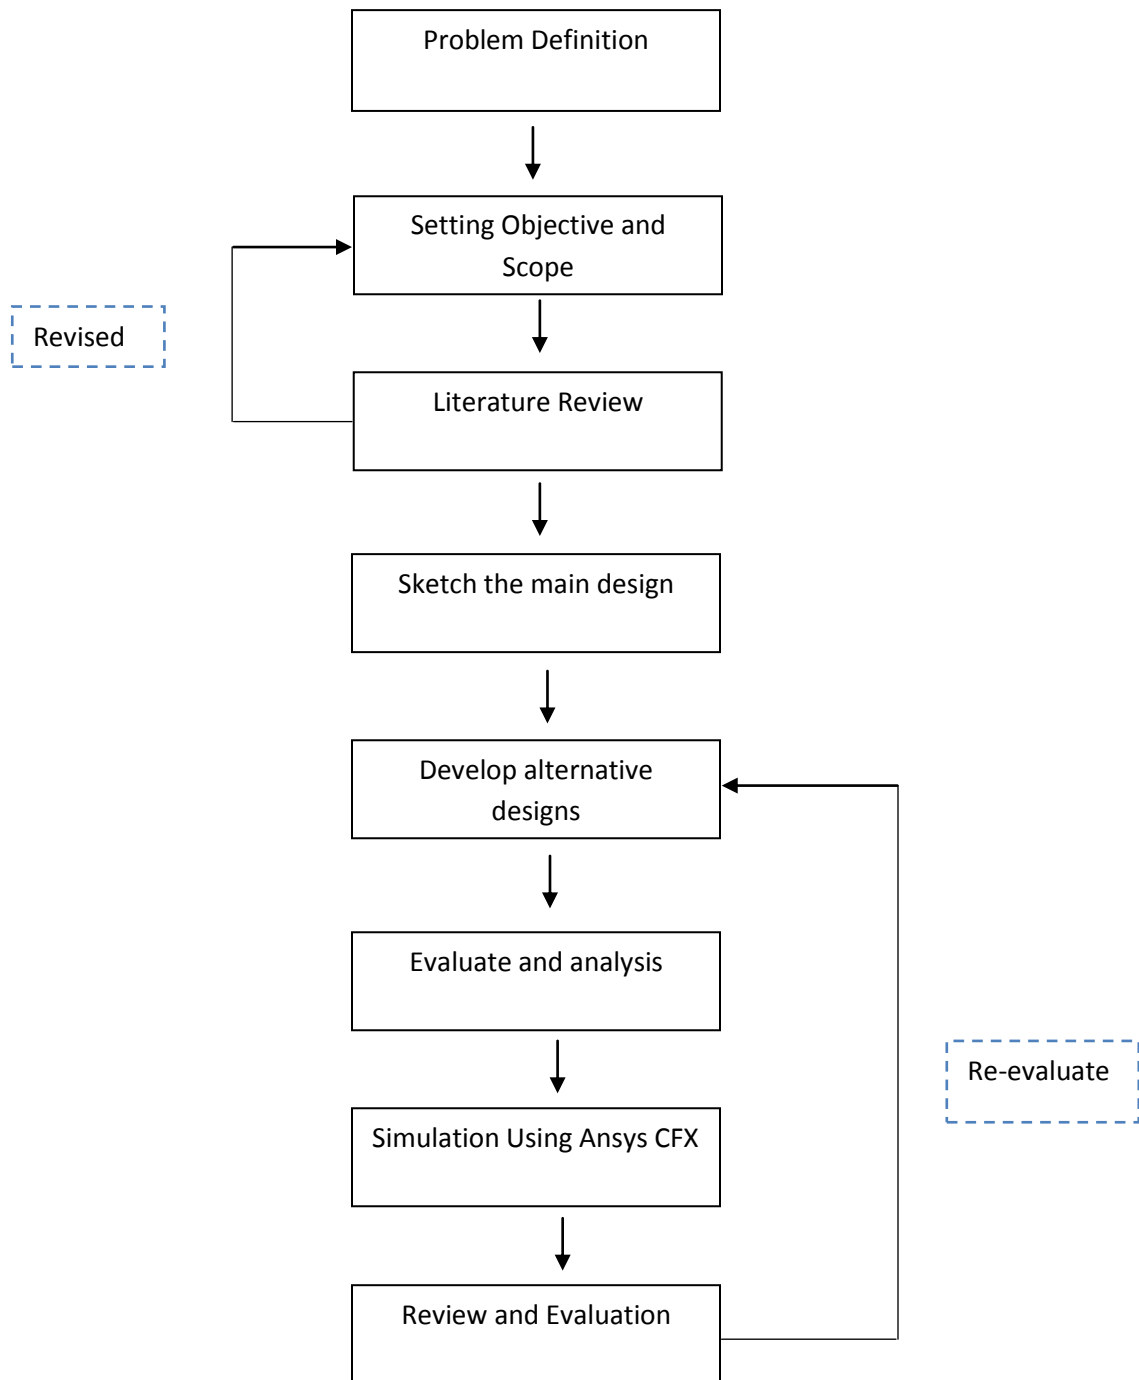 Problem Definition
Setting Objective and
Scope
Revised
Literature Review
Sketch the main design
Develop alternative
designs
Evaluate and analysis
Re-evaluate
Simulation Using Ansys CFX
Review and Evaluation